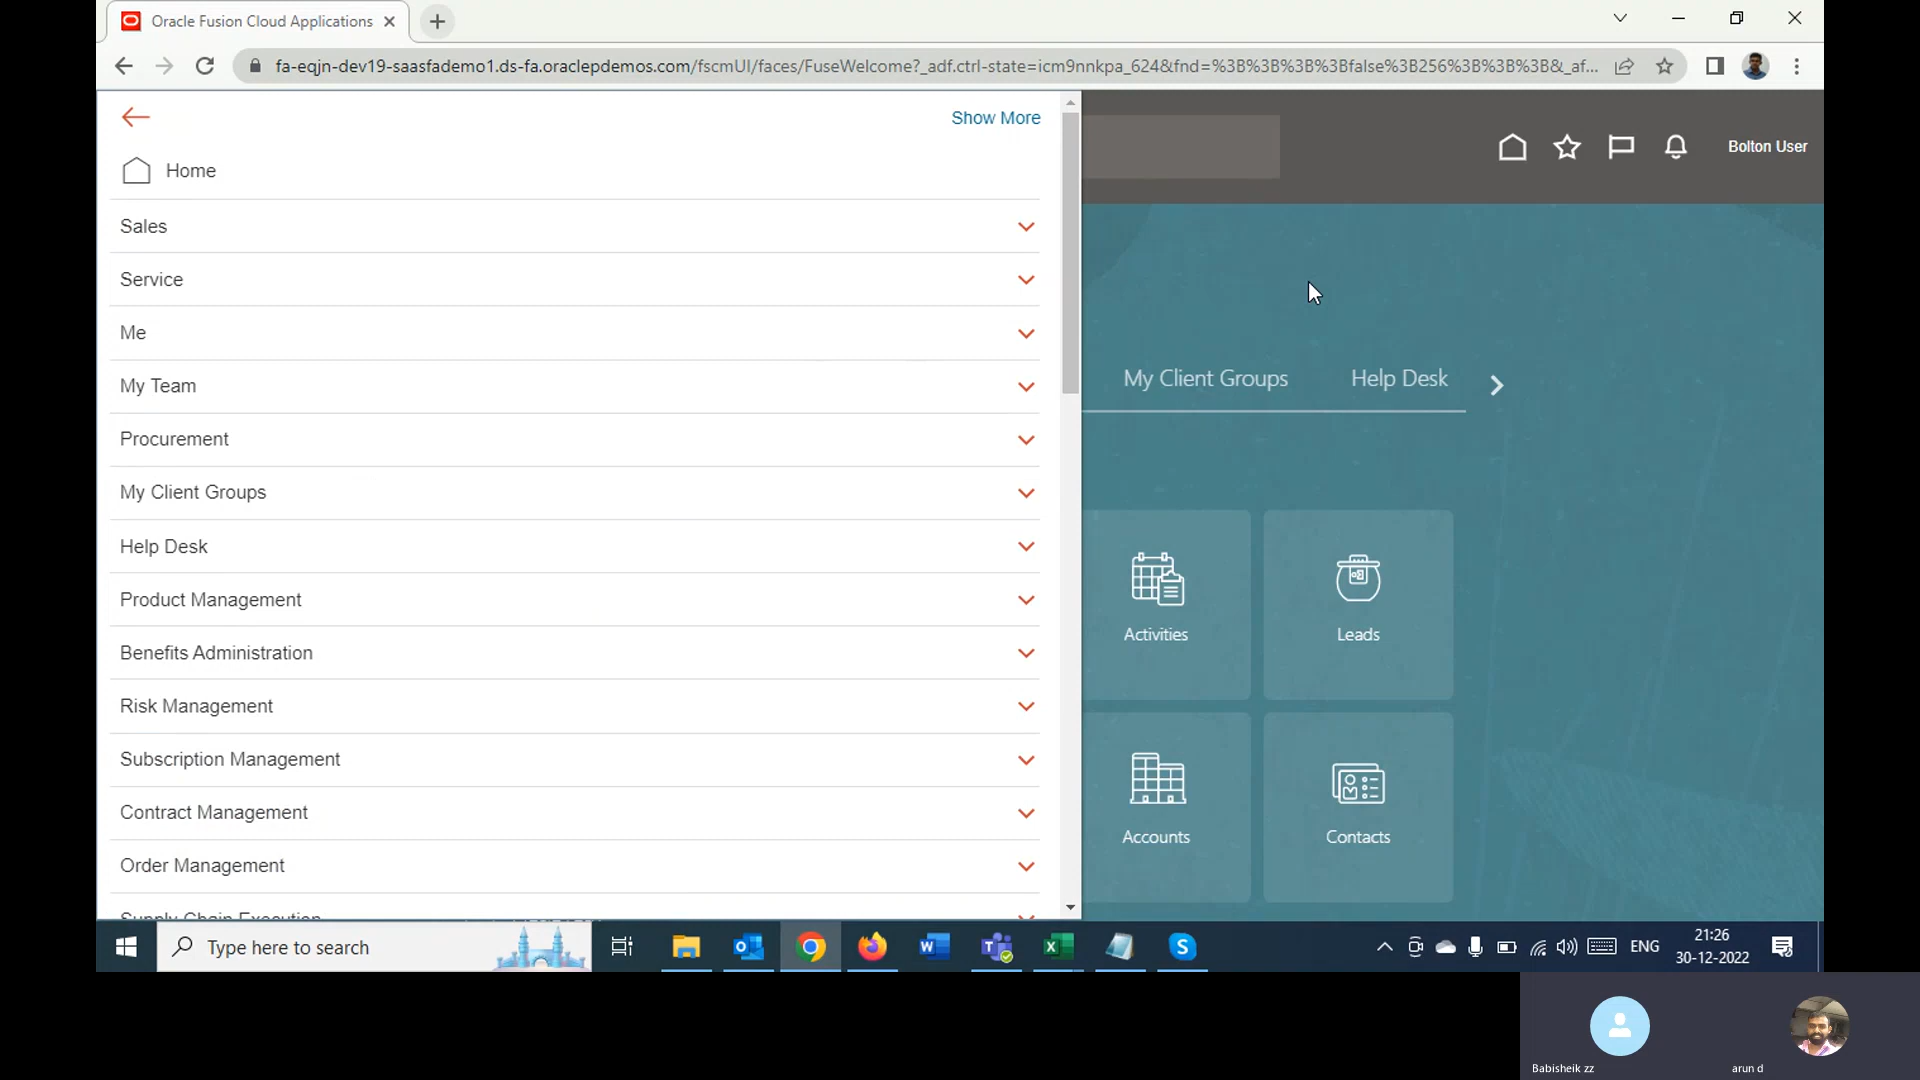 Oracle Fusion Cloud Applications
fa-eqjn-dev19-saasfademo1.ds-fa.oraclepdemos.com/fscmUI/faces/FuseWelcome?_adf.ctrl-state=icm9nnkpa_624&fnd=%3B%3B%3B%3Bfalse%3B256%3B%3B%3B&_af...
Show More
Home
Sales
Service
Me
My Team
Procurement
My Client Groups
Help Desk
Product Management
Benefits Administration
Risk Management
Subscription Management
Contract Management
Order Management
Supply Chain Execution
Bolton User
My Client Groups
Help Desk
Activities
Leads
Accounts
Contacts
Type here to search
ENG
21:26
30-12-2022
Babisheik zz
arun d